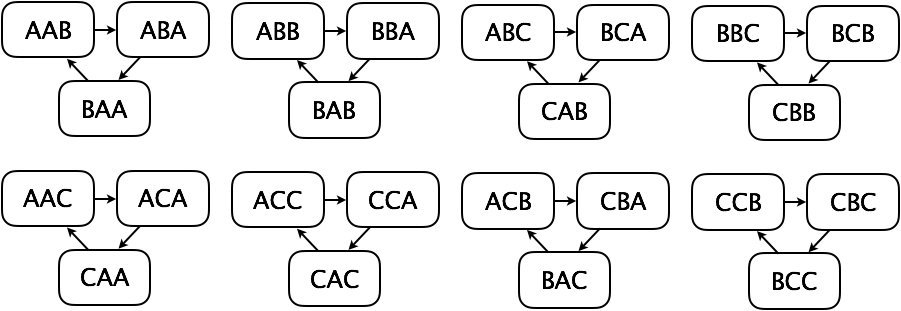 AAB ABA ABB BBA ABC BCA BBC BCB
BAA BAB CAB CBB
AAC ACA ACC CCA ACB CBA CCB CBC
CAA CAC BAC BCC